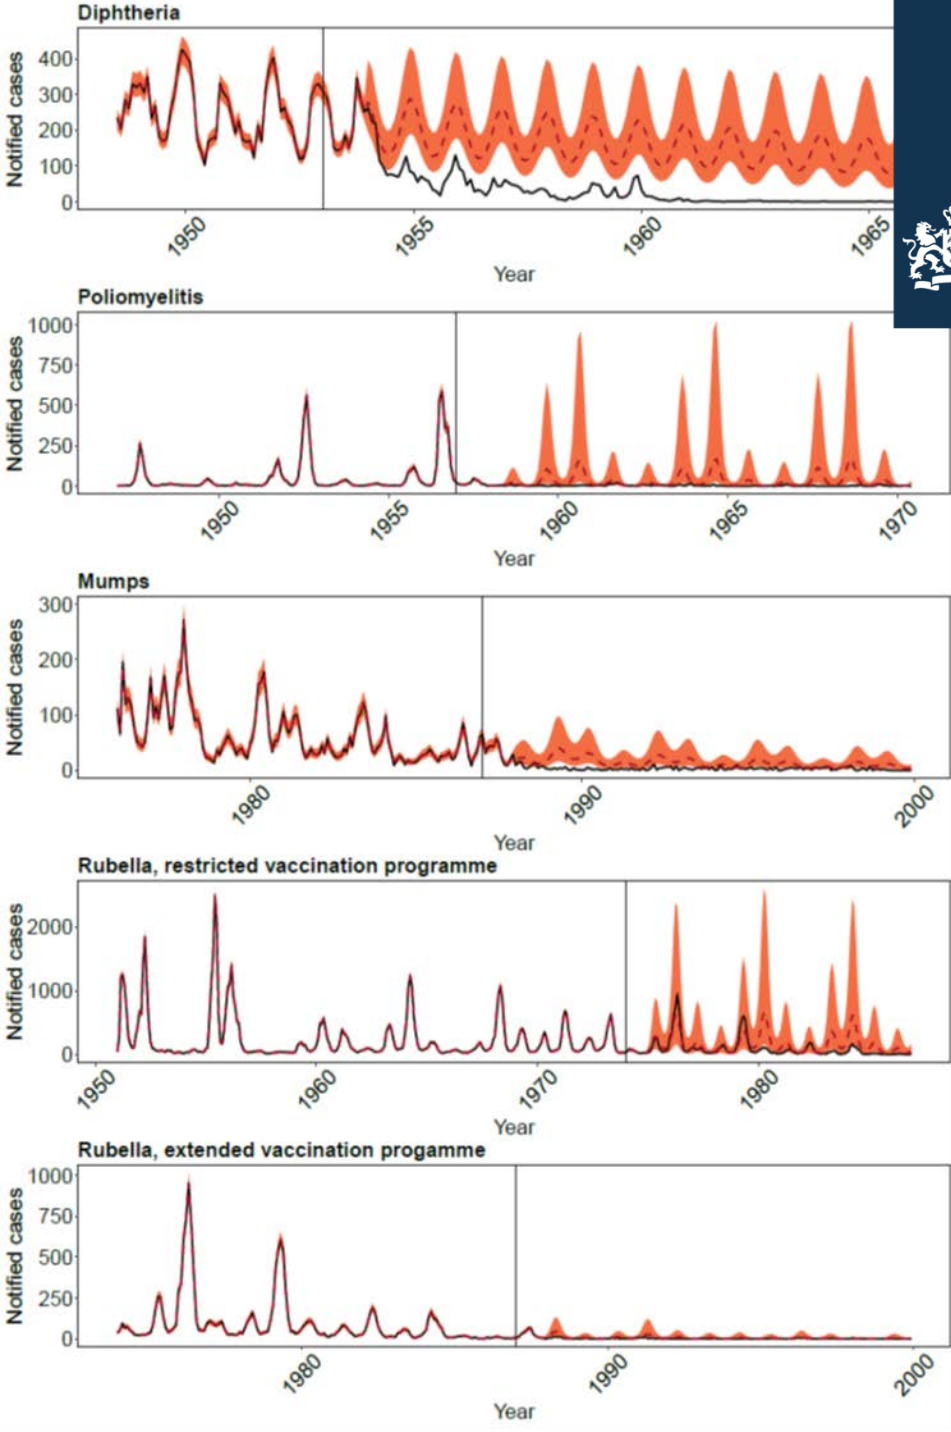 Diphtheria
Notified cases
400
300
200
100
0
1950
1955
1960
1965
Year
Poliomyelitis
Notified cases
1000
750
500
250
0
1950
1955
1960
1965
1970
Year
Mumps
Notified cases
300
200
100
0
1980
1990
2000
Year
Rubella, restricted vaccination programme
Notified cases
2000
1000
0
1950
1960
1970
1980
Year
Rubella, extended vaccination progamme
Notified cases
1000
750
500
250
0
1980
1990
2000
Year